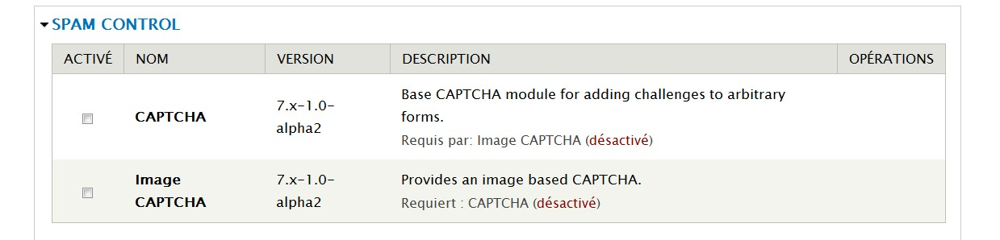 SPAM CONTROL
ACTIVÉ NOM VERSION DESCRIPTION OPÉRATIONS
CAPTCHA
7.x-1.0-
alpha2
Base CAPTCHA module for adding challenges to arbitrary
forms.
Requis par: Image CAPTCHA (désactivé)
Image
CAPTCHA
7.x-1.0-
alpha2
Provides an image based CAPTCHA.
Requiert : CAPTCHA (désactivé)